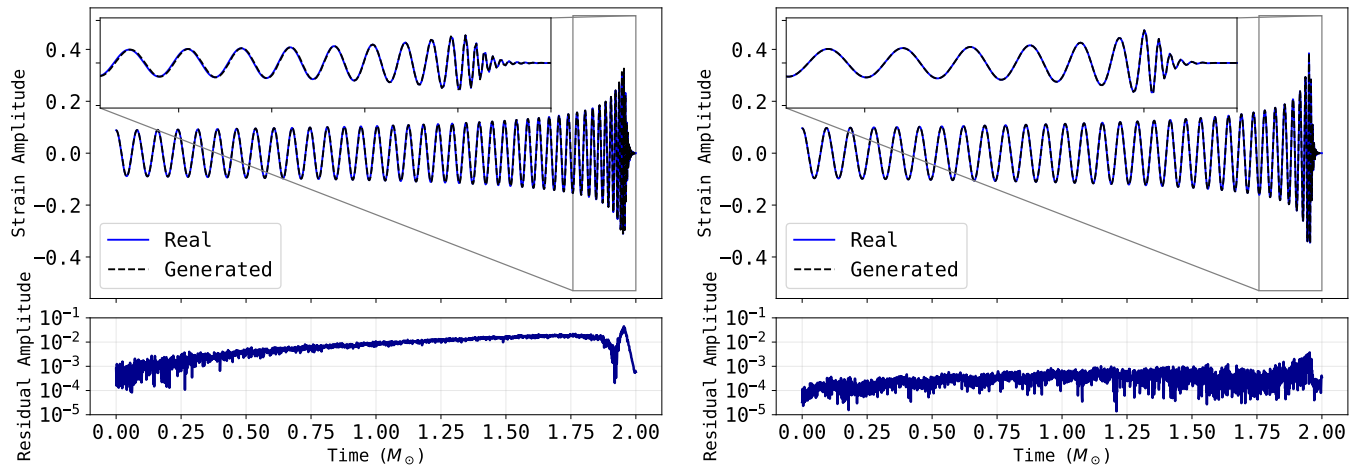 Strain Amplitude
0.4
0.2
0.0
−0.2
−0.4
Real
Generated
Residual Amplitude
10⁻¹
10⁻²
10⁻³
10⁻⁴
10⁻⁵
0.00 0.25 0.50 0.75 1.00 1.25 1.50 1.75 2.00
Time (M⊙)
Strain Amplitude
0.4
0.2
0.0
−0.2
−0.4
Real
Generated
Residual Amplitude
10⁻¹
10⁻²
10⁻³
10⁻⁴
10⁻⁵
0.00 0.25 0.50 0.75 1.00 1.25 1.50 1.75 2.00
Time (M⊙)